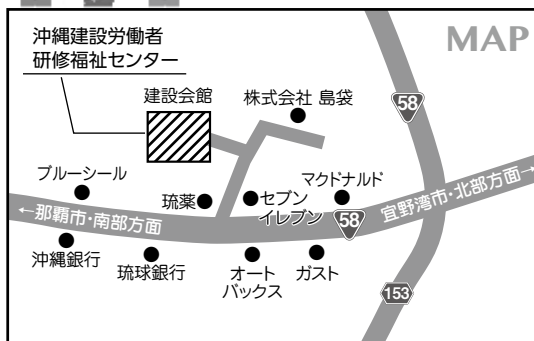 沖縄建設労働者
研修福祉センター
MAP
建設会館
株式会社 島袋
58
ブルーシール
琉薬
セブン
イレブン
マクドナルド
宜野湾市・北部方面→
←那覇市・南部方面
58
沖縄銀行
琉球銀行
オート
バックス
ガスト
153